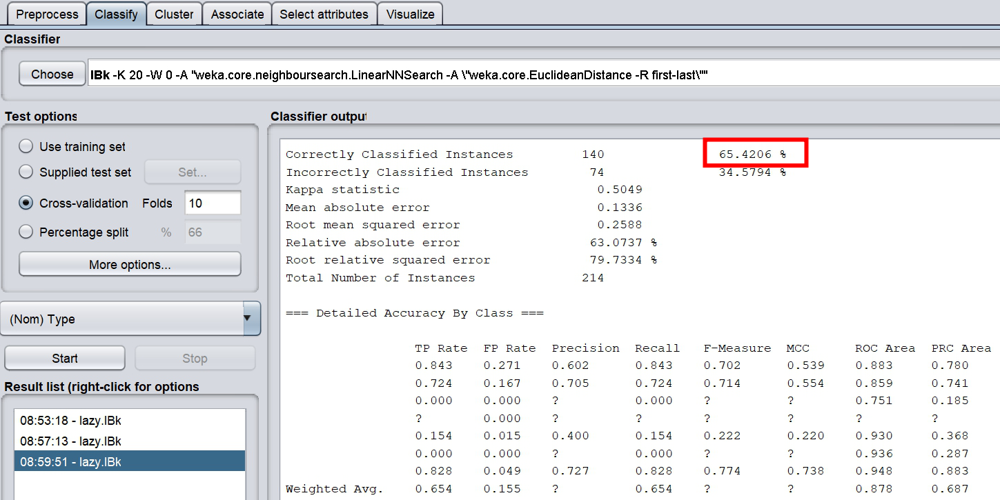 Preprocess Classify Cluster Associate Select attributes Visualize
Classifier
Choose IBk -K 20 -W 0 -A "weka.core.neighboursearch.LinearNNSearch -A \"weka.core.EuclideanDistance -R first-last\""
Test options
Use training set
Supplied test set Set...
Cross-validation Folds 10
Percentage split % 66
More options...
(Nom) Type
Start Stop
Result list (right-click for options
08:53:18 - lazy.IBk
08:57:13 - lazy.IBk
08:59:51 - lazy.IBk
Classifier output
Correctly Classified Instances 140 65.4206 %
Incorrectly Classified Instances 74 34.5794 %
Kappa statistic 0.5049
Mean absolute error 0.1336
Root mean squared error 0.2588
Relative absolute error 63.0737 %
Root relative squared error 79.7334 %
Total Number of Instances 214
=== Detailed Accuracy By Class ===
TP Rate FP Rate Precision Recall F-Measure MCC ROC Area PRC Area
0.843 0.271 0.602 0.843 0.702 0.539 0.883 0.780
0.724 0.167 0.705 0.724 0.714 0.554 0.859 0.741
0.000 0.000 ? 0.000 ? ? 0.751 0.185
? 0.000 ? ? ? ? ? ?
0.154 0.015 0.400 0.154 0.222 0.220 0.930 0.368
0.000 0.000 ? 0.000 ? ? 0.936 0.287
0.828 0.049 0.727 0.828 0.774 0.738 0.948 0.883
Weighted Avg. 0.654 0.155 ? 0.654 ? ? 0.878 0.687